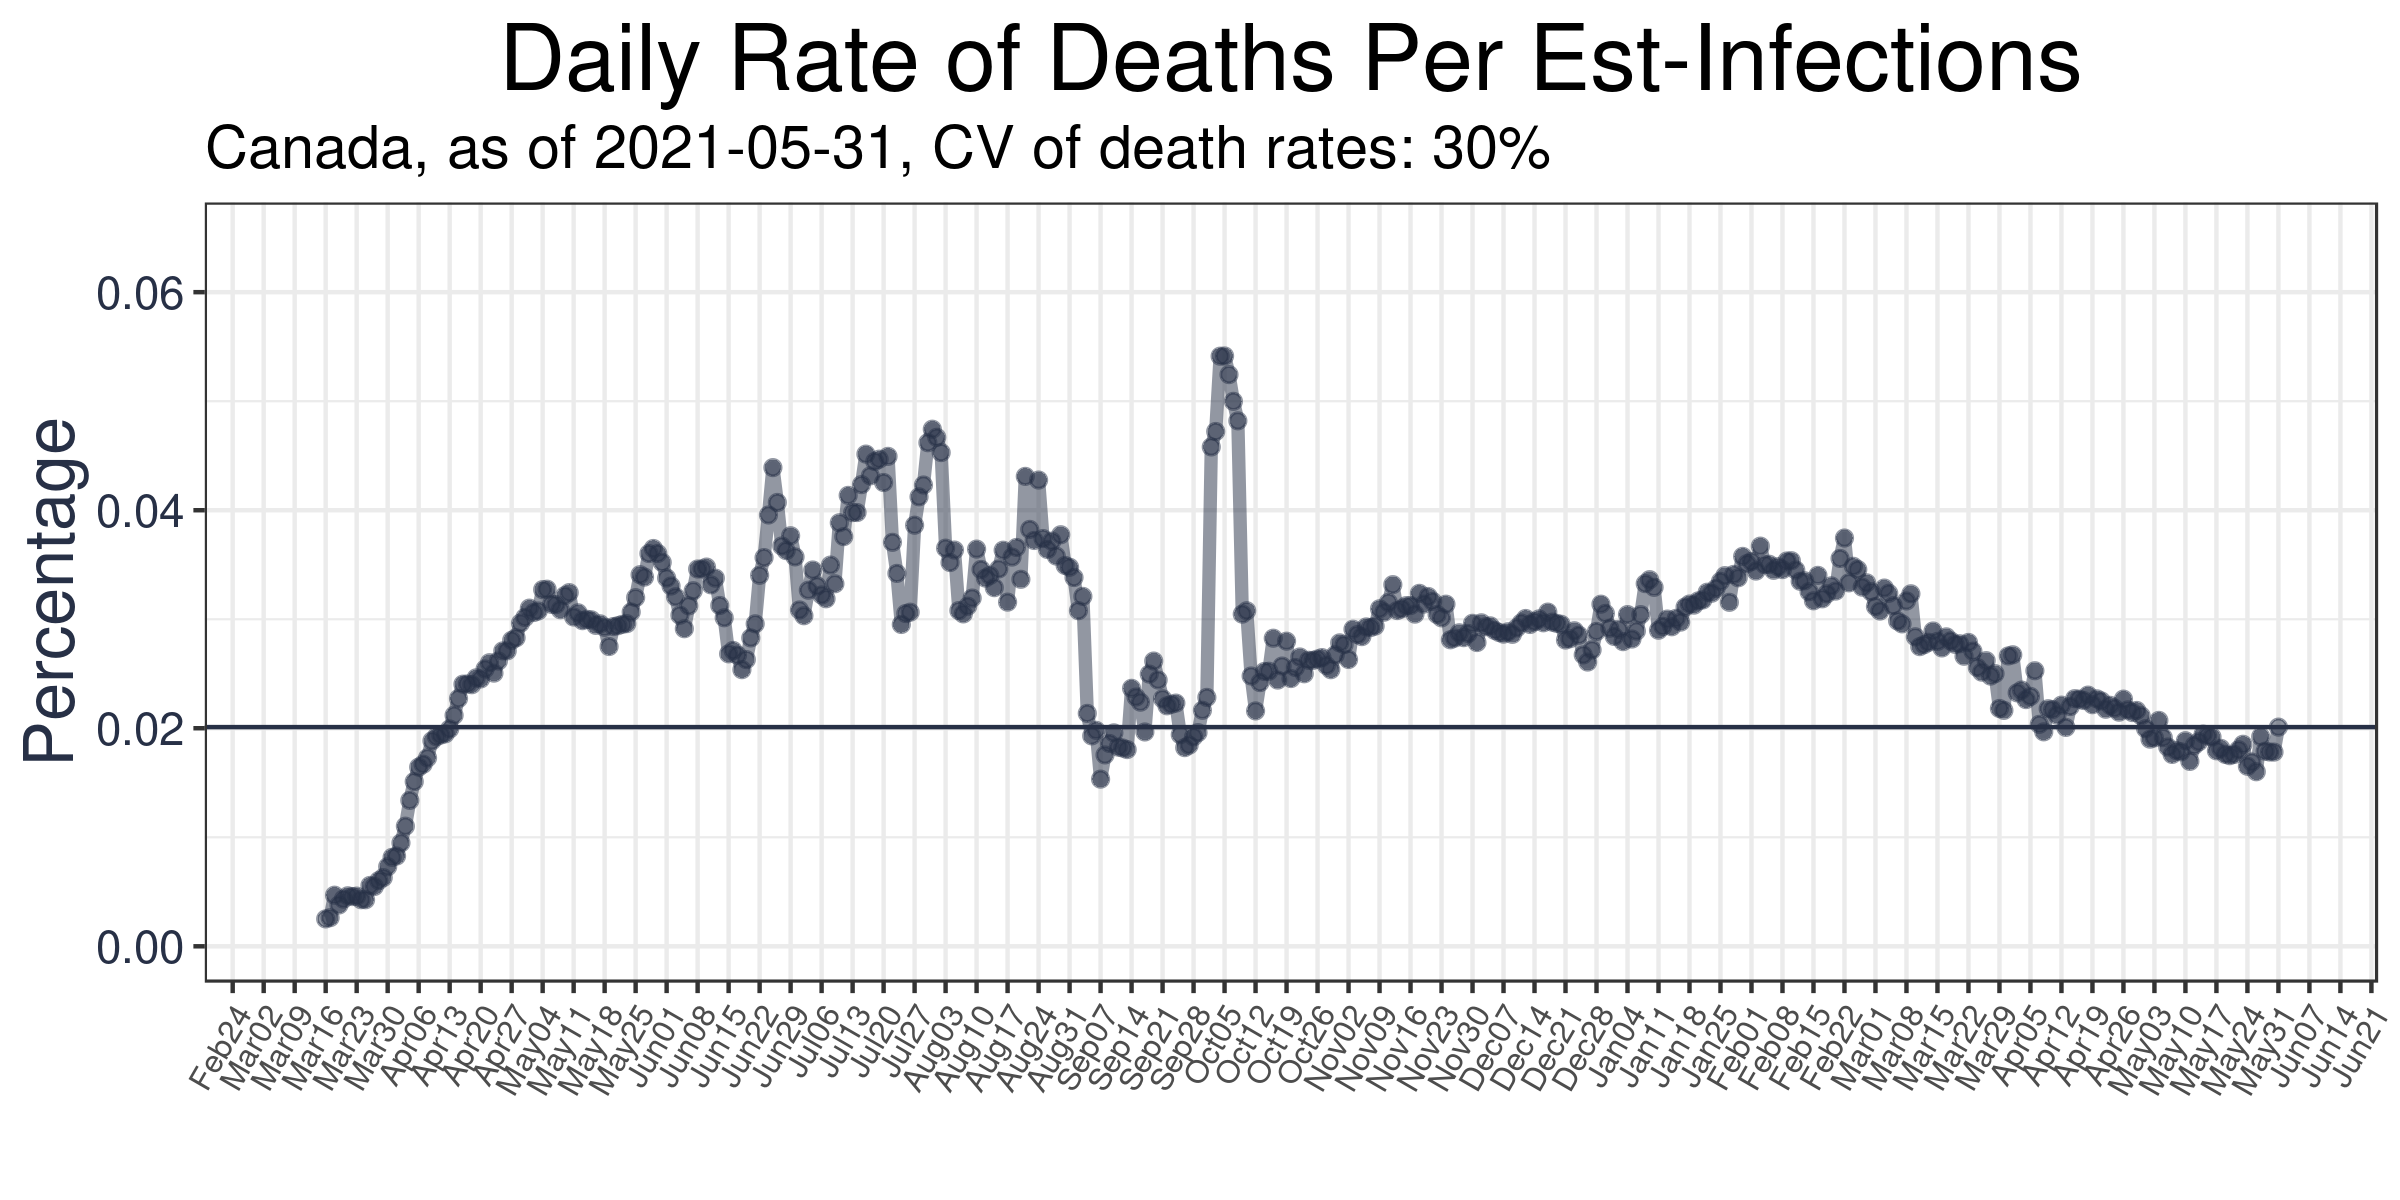 Daily Rate of Deaths Per Est-Infections
Canada, as of 2021-05-31, CV of death rates: 30%
Percentage
0.06
0.04
0.02
0.00
Feb24
Mar02
Mar09
Mar16
Mar23
Mar30
Apr06
Apr13
Apr20
Apr27
May04
May11
May18
May25
Jun01
Jun08
Jun15
Jun22
Jun29
Jul06
Jul13
Jul20
Jul27
Aug03
Aug10
Aug17
Aug24
Aug31
Sep07
Sep14
Sep21
Sep28
Oct05
Oct12
Oct19
Oct26
Nov02
Nov09
Nov16
Nov23
Nov30
Dec07
Dec14
Dec21
Dec28
Jan04
Jan11
Jan18
Jan25
Feb01
Feb08
Feb15
Feb22
Mar01
Mar08
Mar15
Mar22
Mar29
Apr05
Apr12
Apr19
Apr26
May03
May10
May17
May24
May31
Jun07
Jun14
Jun21